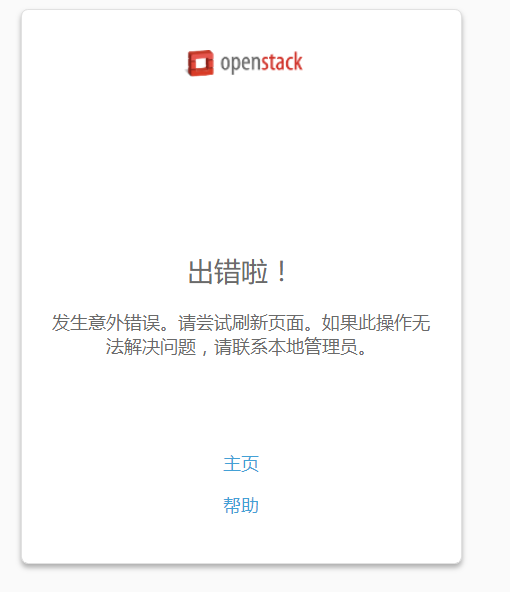 openstack
出错啦！
发生意外错误。请尝试刷新页面。如果此操作无
法解决问题，请联系本地管理员。
主页
帮助